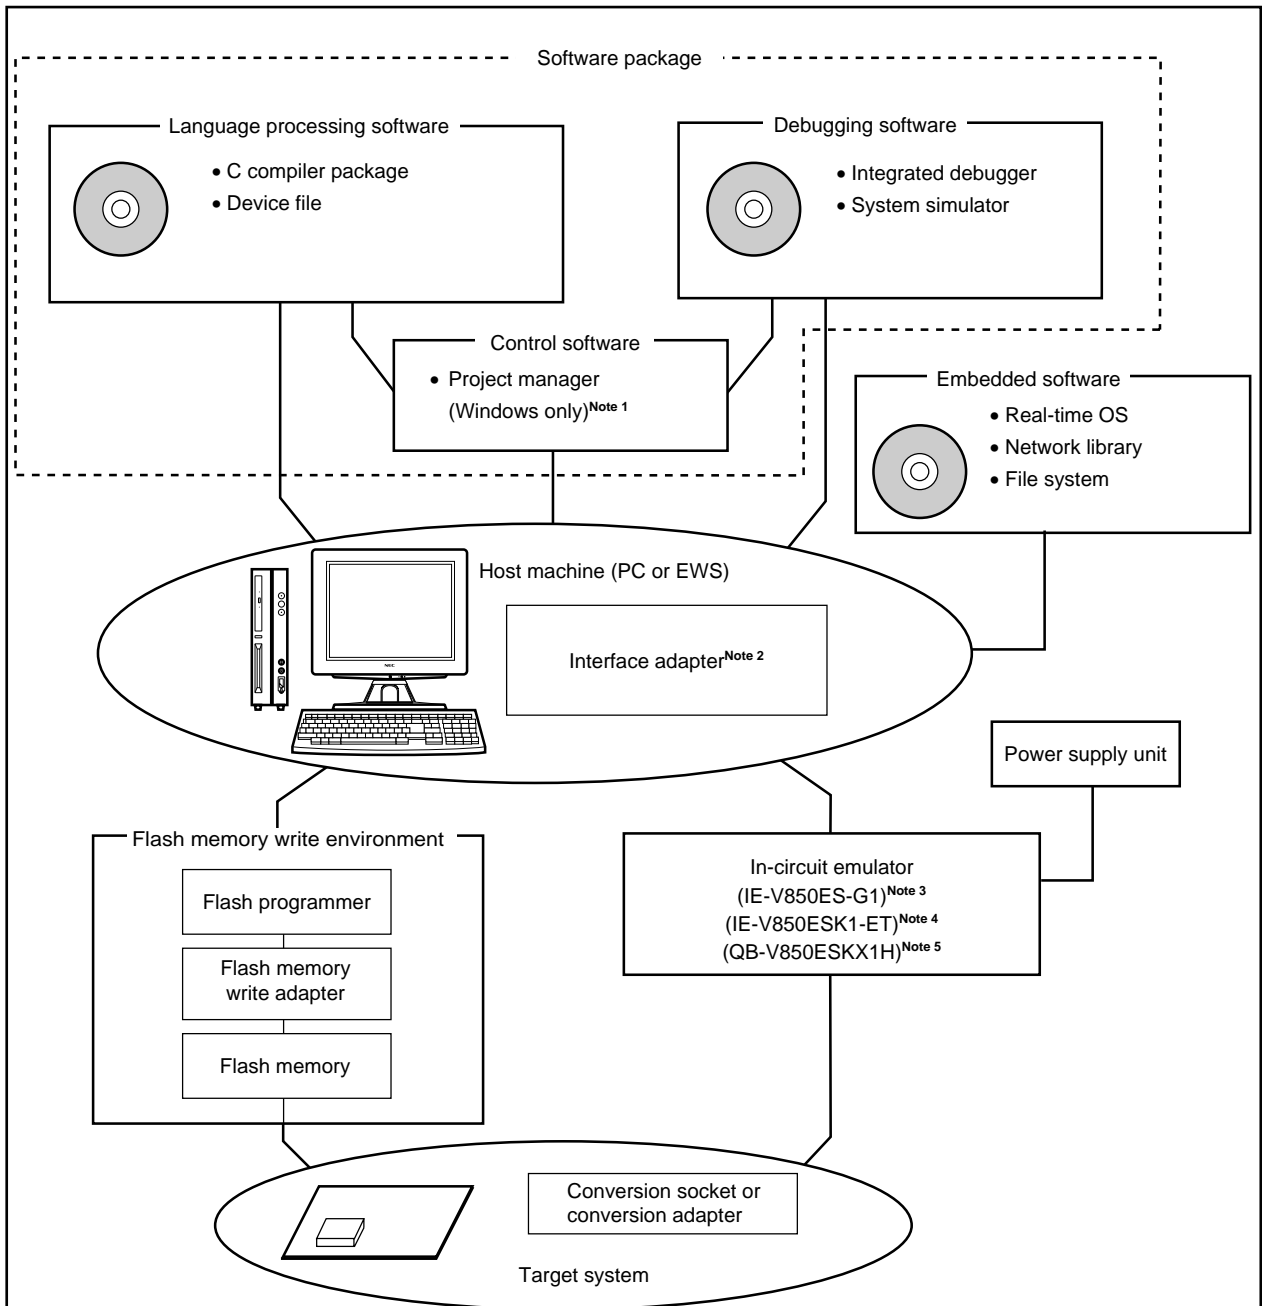 Software package
Language processing software
• C compiler package
• Device file
Debugging software
• Integrated debugger
• System simulator
Control software
• Project manager
(Windows only)Note 1
Embedded software
• Real-time OS
• Network library
• File system
Host machine (PC or EWS)
Interface adapterNote 2
NEC
Power supply unit
Flash memory write environment
Flash programmer
Flash memory
write adapter
Flash memory
In-circuit emulator
(IE-V850ES-G1)Note 3
(IE-V850ESK1-ET)Note 4
(QB-V850ESKX1H)Note 5
Conversion socket or
conversion adapter
Target system